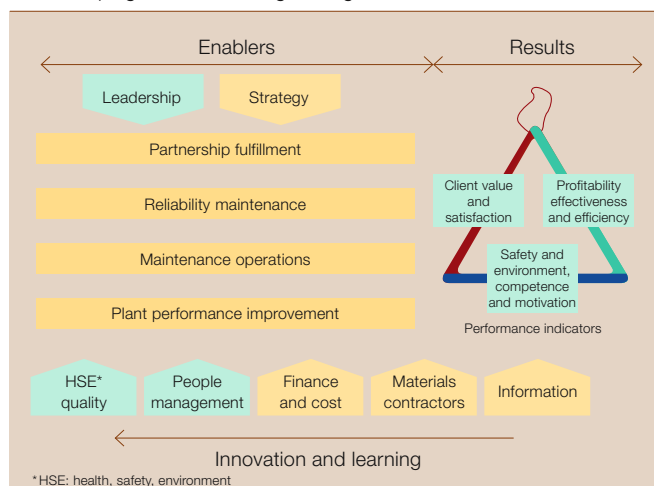 Enablers
Results
Leadership
Strategy
Partnership fulfillment
Reliability maintenance
Maintenance operations
Plant performance improvement
Client value
and
satisfaction
Profitability
effectiveness
and efficiency
Safety and
environment,
competence
and motivation
Performance indicators
HSE*
quality
People
management
Finance
and cost
Materials
contractors
Information
Innovation and learning
*HSE: health, safety, environment